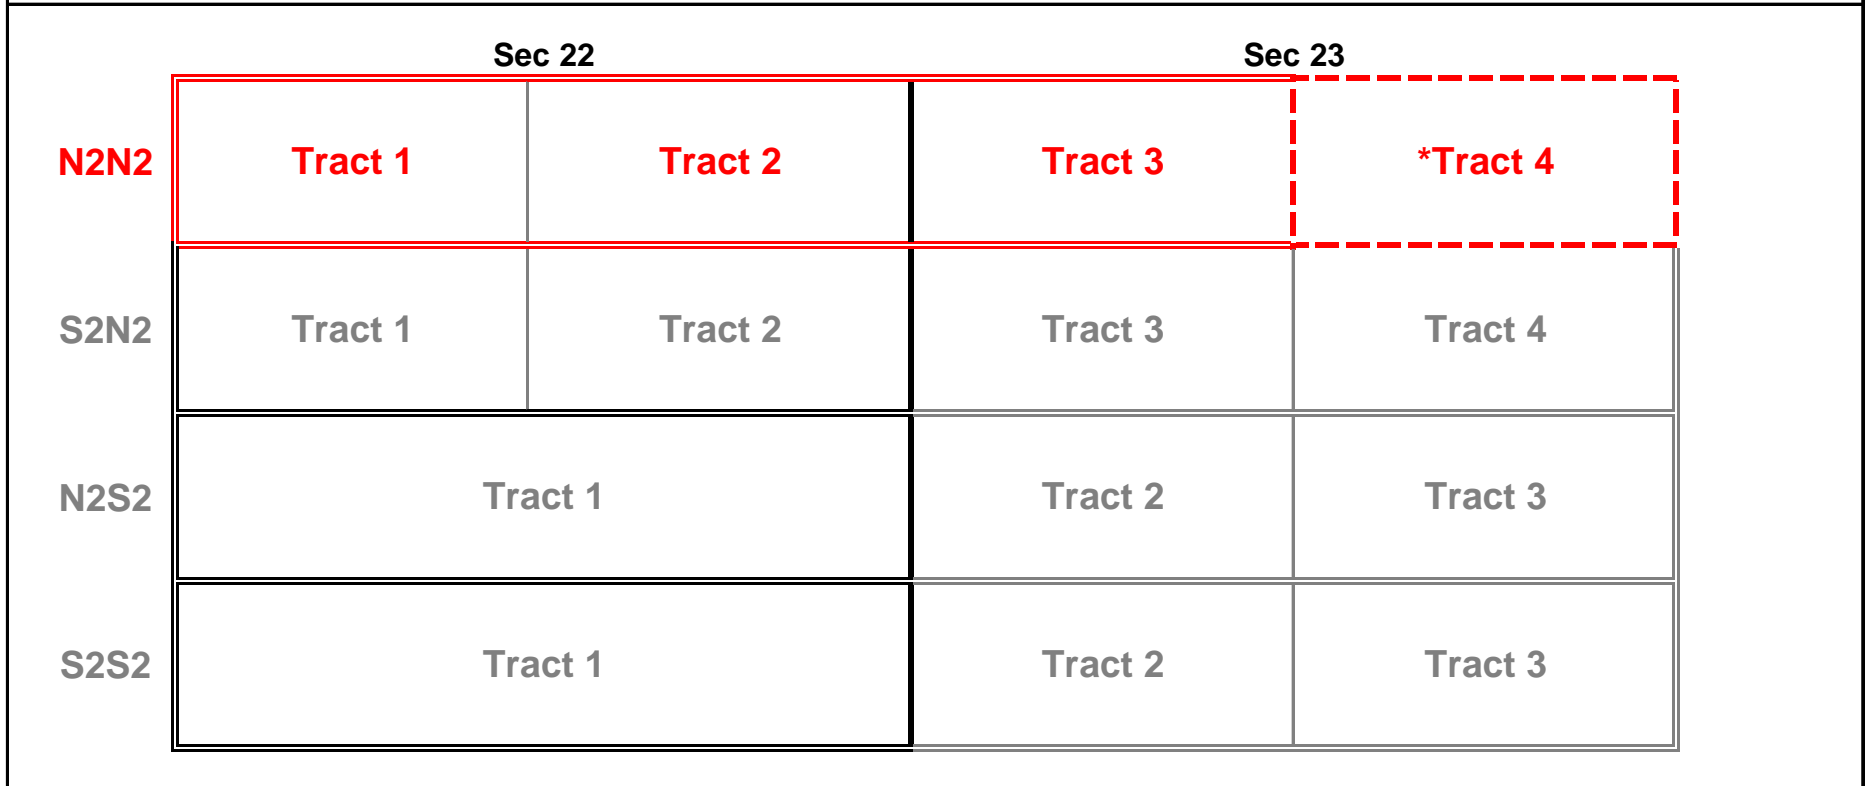 Sec 22 Sec 23
N2N2 Tract 1 Tract 2 Tract 3 *Tract 4
S2N2 Tract 1 Tract 2 Tract 3 Tract 4
N2S2 Tract 1 Tract 2 Tract 3
S2S2 Tract 1 Tract 2 Tract 3